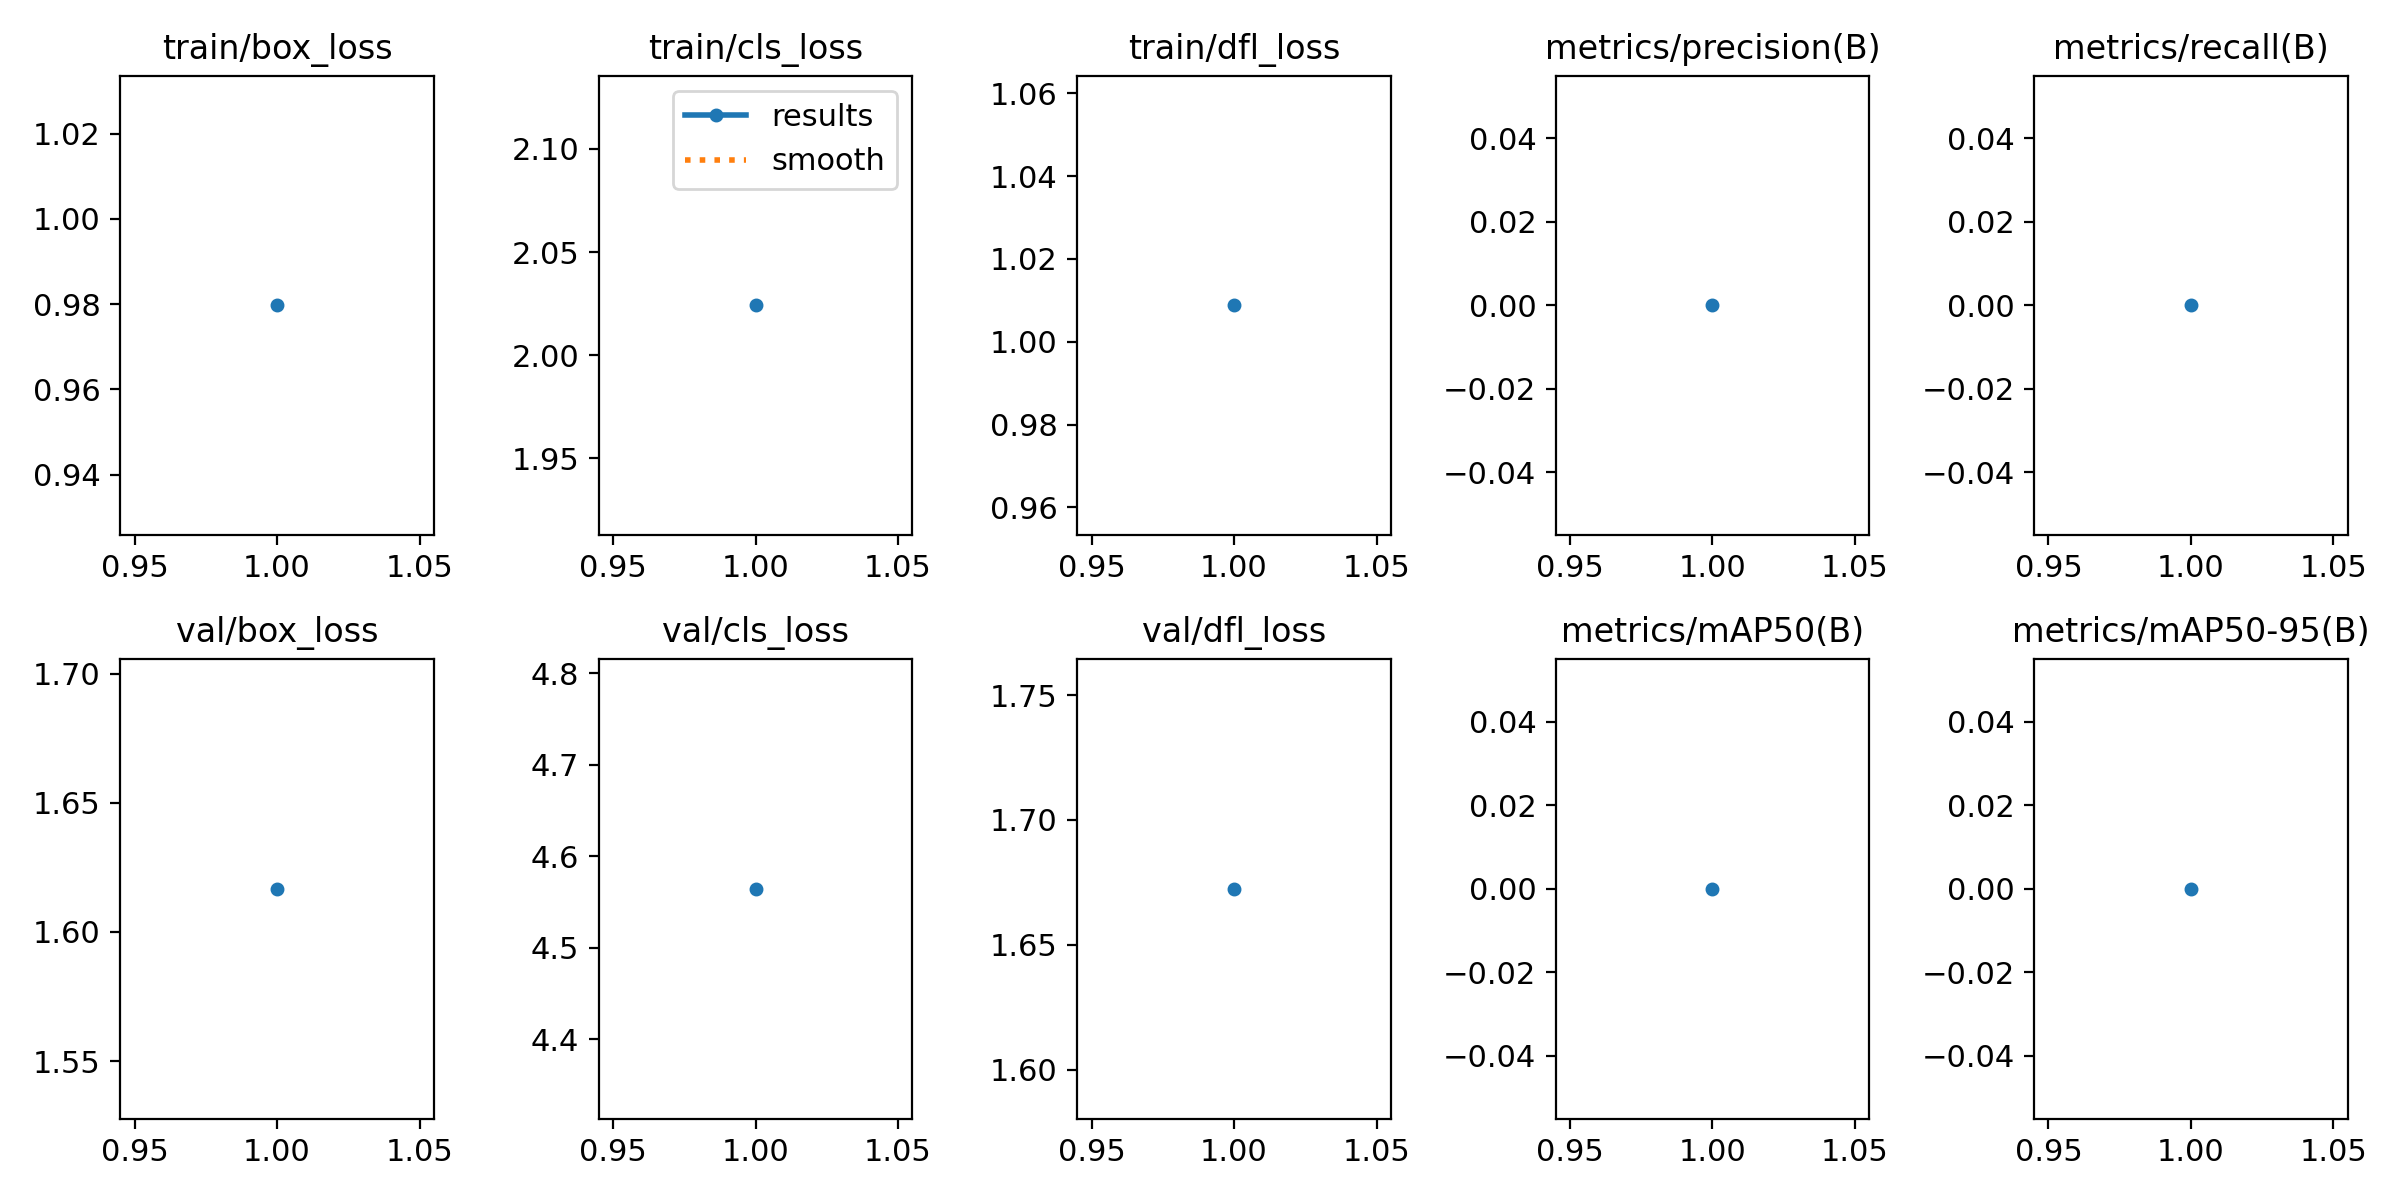 train/box_loss
train/cls_loss
train/dfl_loss
metrics/precision(B)
metrics/recall(B)
1.02
1.00
0.98
0.96
0.94
0.95 1.00 1.05
results
smooth
2.10
2.05
2.00
1.95
0.95 1.00 1.05
1.06
1.04
1.02
1.00
0.98
0.96
0.95 1.00 1.05
0.04
0.02
0.00
−0.02
−0.04
0.95 1.00 1.05
0.04
0.02
0.00
−0.02
−0.04
0.95 1.00 1.05
val/box_loss
val/cls_loss
val/dfl_loss
metrics/mAP50(B)
metrics/mAP50-95(B)
1.70
1.65
1.60
1.55
0.95 1.00 1.05
4.8
4.7
4.6
4.5
4.4
0.95 1.00 1.05
1.75
1.70
1.65
1.60
0.95 1.00 1.05
0.04
0.02
0.00
−0.02
−0.04
0.95 1.00 1.05
0.04
0.02
0.00
−0.02
−0.04
0.95 1.00 1.05